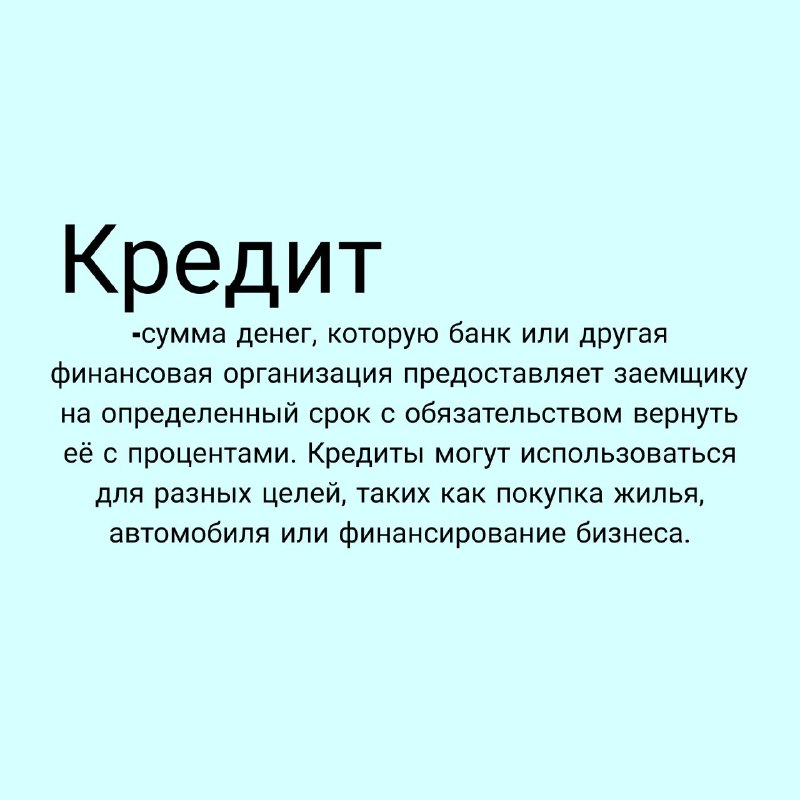 Кредит
-сумма денег, которую банк или другая
финансовая организация предоставляет заемщику
на определенный срок с обязательством вернуть
её с процентами. Кредиты могут использоваться
для разных целей, таких как покупка жилья,
автомобиля или финансирование бизнеса.